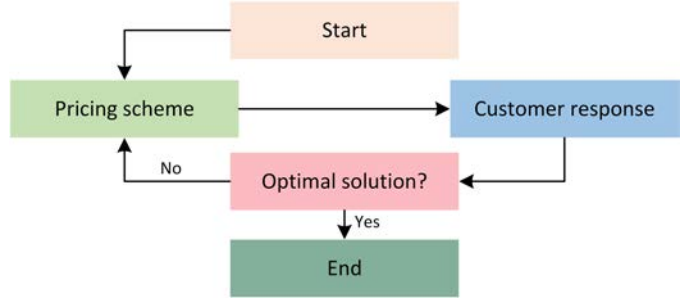 Start
Pricing scheme
Customer response
No
Optimal solution?
Yes
End